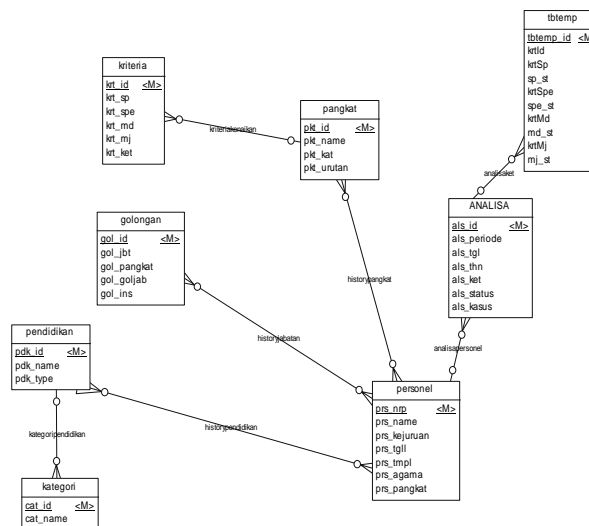 tbtemp
tbtemp_id <M
krtId
krtSp
sp_st
krtSpe
spe_st
krtMd
md_st
krtMj
mj_st
kriteria
krt_id <M>
krt_sp
krt_spe
krt_md
krt_mj
krt_ket
kriteriakenaikan
pangkat
pkt_id <M>
pkt_name
pkt_kat
pkt_urutan
analisaket
ANALISA
als_id <M>
als_periode
als_tgl
als_thn
als_ket
als_status
als_kasus
golongan
gol_id <M>
gol_jbt
gol_pangkat
gol_goljab
gol_ins
historypangkat
historyjabatan
analisapersonel
pendidikan
pdk_id <M>
pdk_name
pdk_type
historypendidikan
kategoripendidikan
personel
prs_nrp <M>
prs_name
prs_kejuruan
prs_tgll
prs_tmpl
prs_agama
prs_pangkat
kategori
cat_id <M>
cat_name